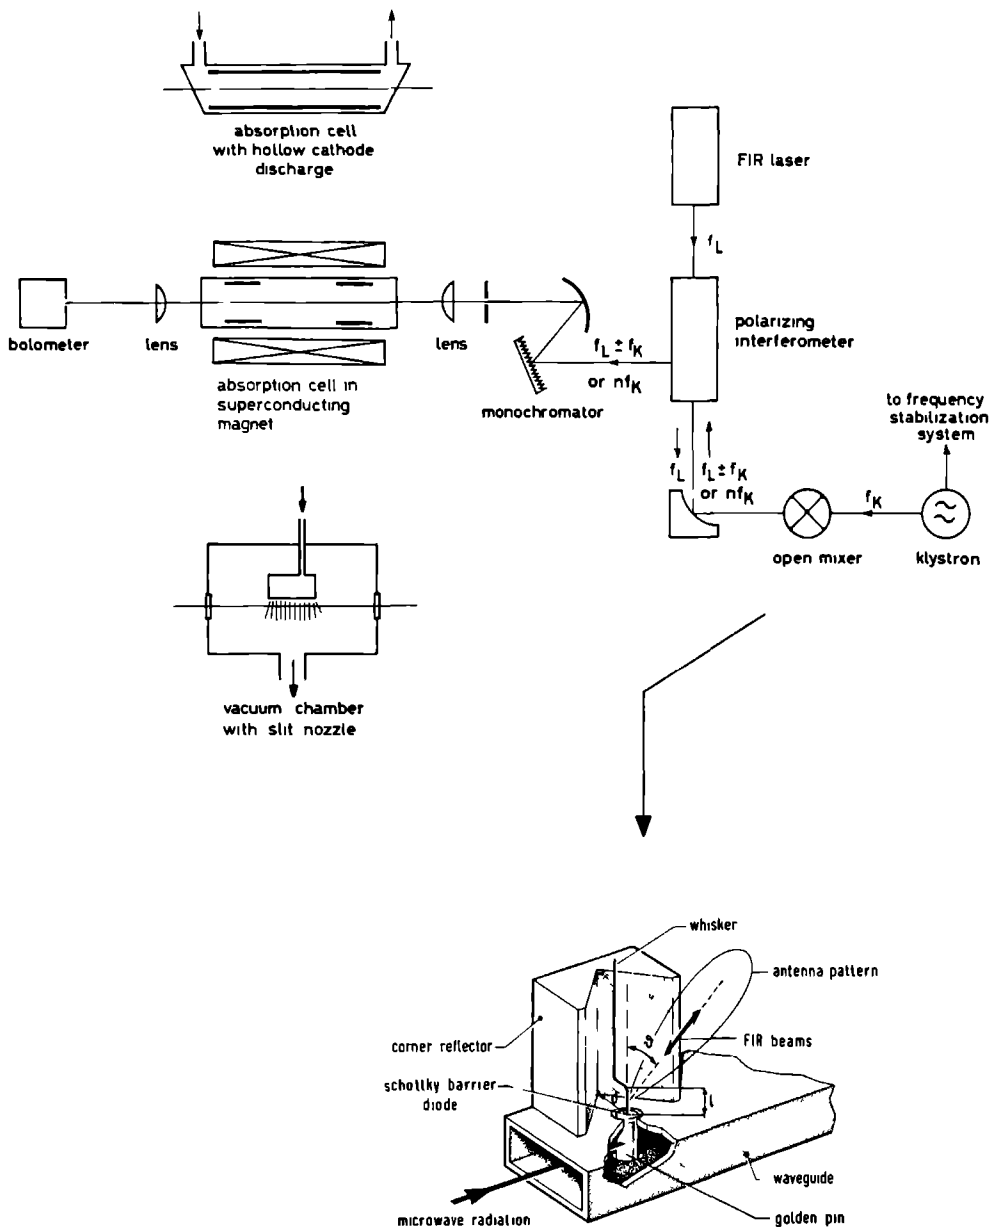 absorption cell
with hollow cathode
discharge
FIR laser
f_L
bolometer
lens
absorption cell in
superconducting
magnet
lens
monochromator
f_L ± f_K
or nf_K
polarizing
interferometer
to frequency
stabilization
system
f_L
f_L ± f_K
or nf_K
f_K
open mixer
klystron
vacuum chamber
with slit nozzle
whisker
antenna pattern
corner reflector
FIR beams
schottky barrier
diode
l
waveguide
golden pin
microwave radiation